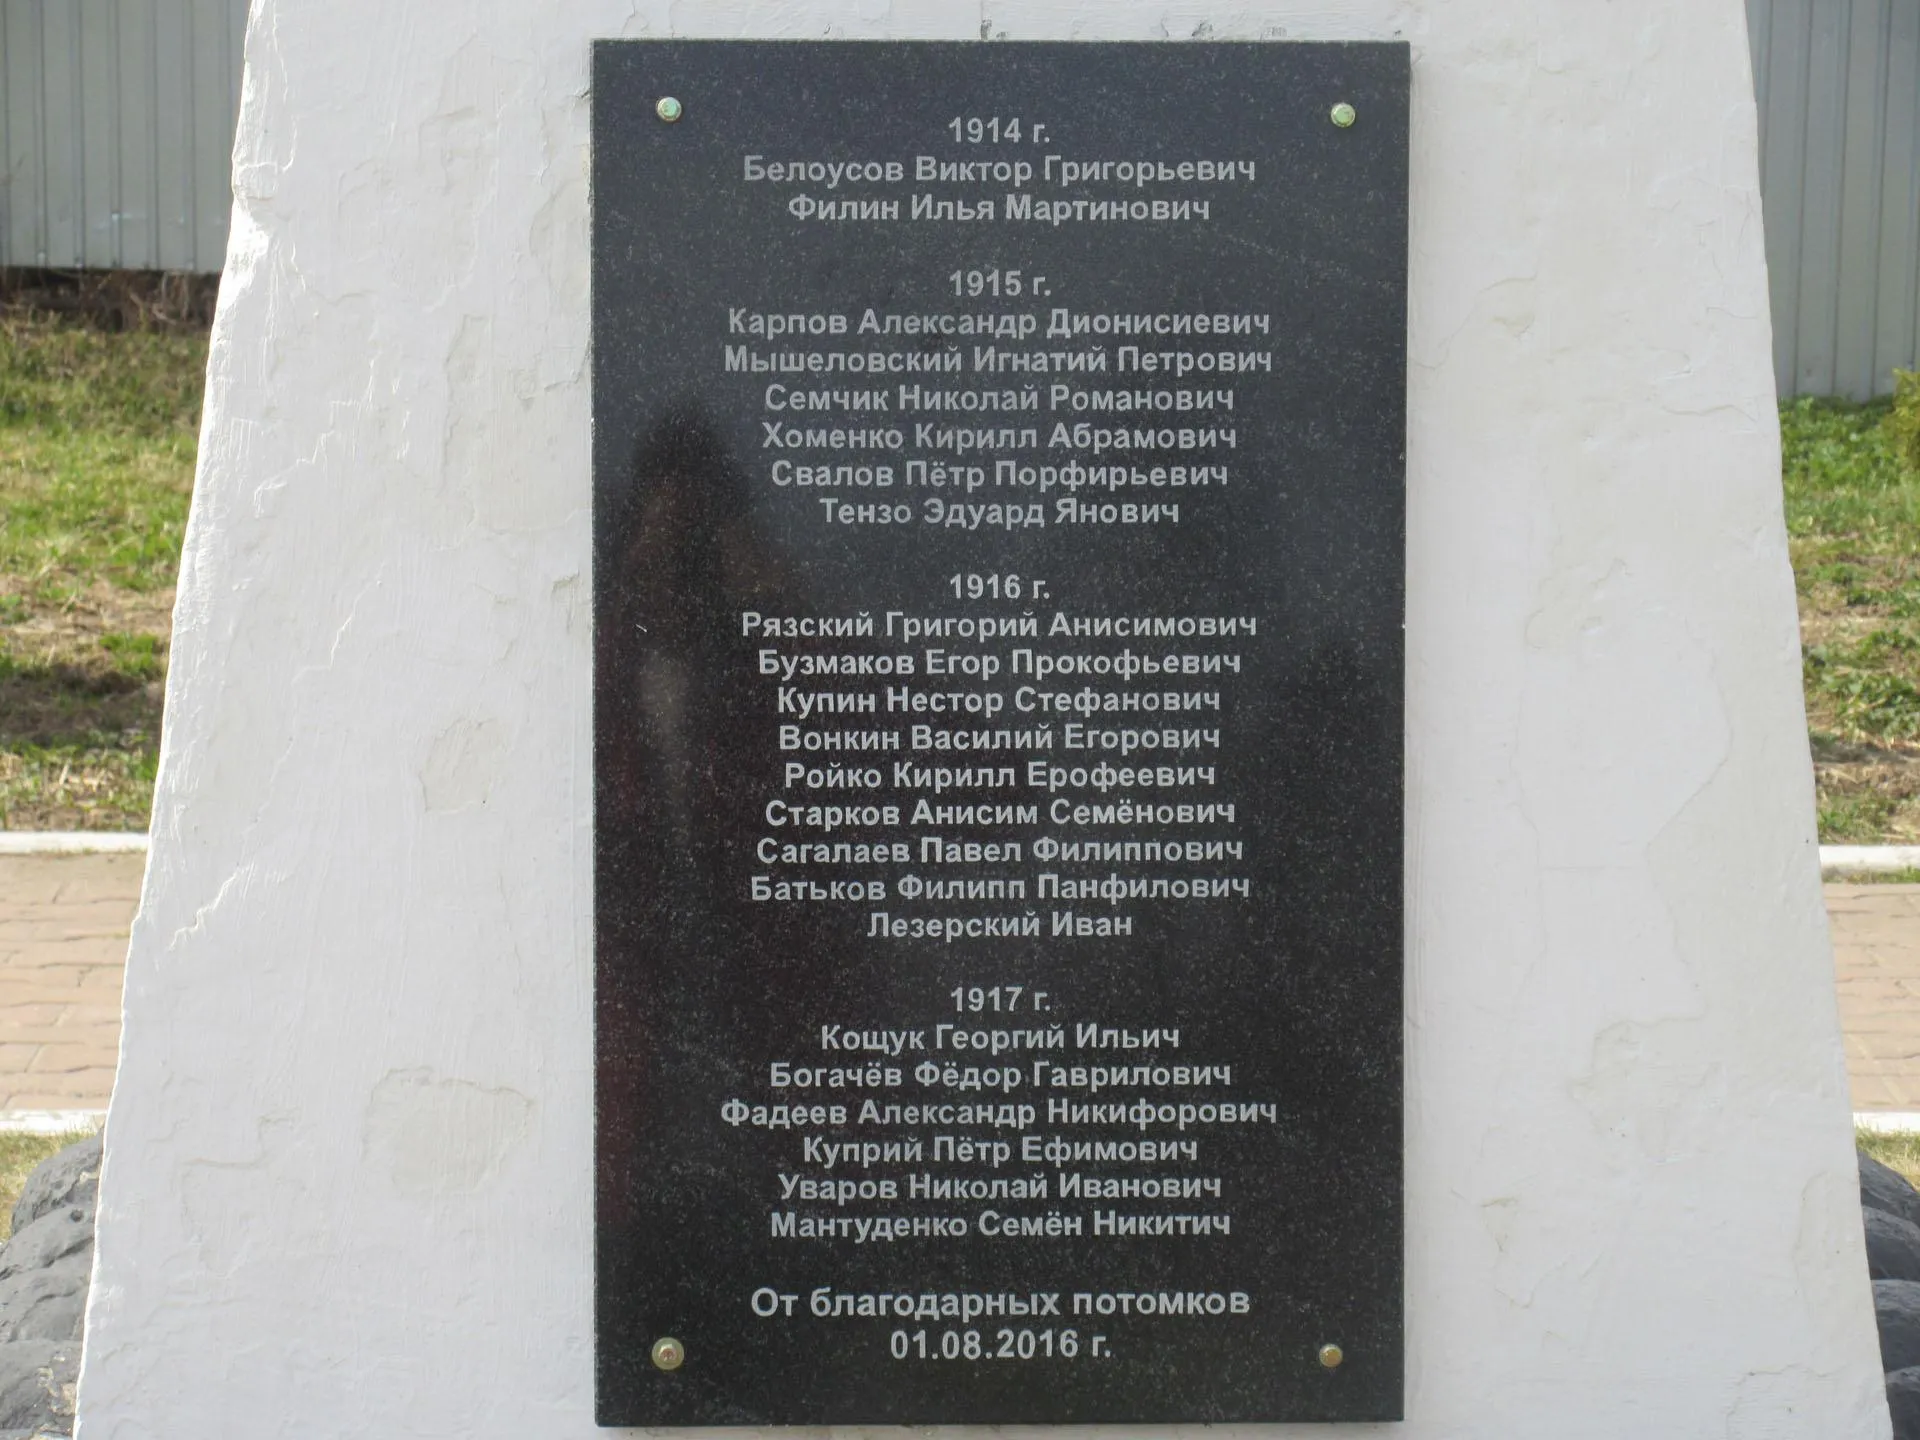 1914 г.
Белоусов Виктор Григорьевич
Филин Илья Мартинович
1915 г.
Карпов Александр Дионисиевич
Мышеловский Игнатий Петрович
Семчик Николай Романович
Хоменко Кирилл Абрамович
Свалов Пётр Порфирьевич
Тензо Эдуард Янович
1916 г.
Рязский Григорий Анисимович
Бузмаков Егор Прокофьевич
Купин Нестор Стефанович
Вонкин Василий Егорович
Ройко Кирилл Ерофеевич
Старков Анисим Семёнович
Сагалаев Павел Филиппович
Батьков Филипп Панфилович
Лезерский Иван
1917 г.
Кощук Георгий Ильич
Богачёв Фёдор Гаврилович
Фадеев Александр Никифорович
Куприй Пётр Ефимович
Уваров Николай Иванович
Мантуденко Семён Никитич
От благодарных потомков
01.08.2016 г.